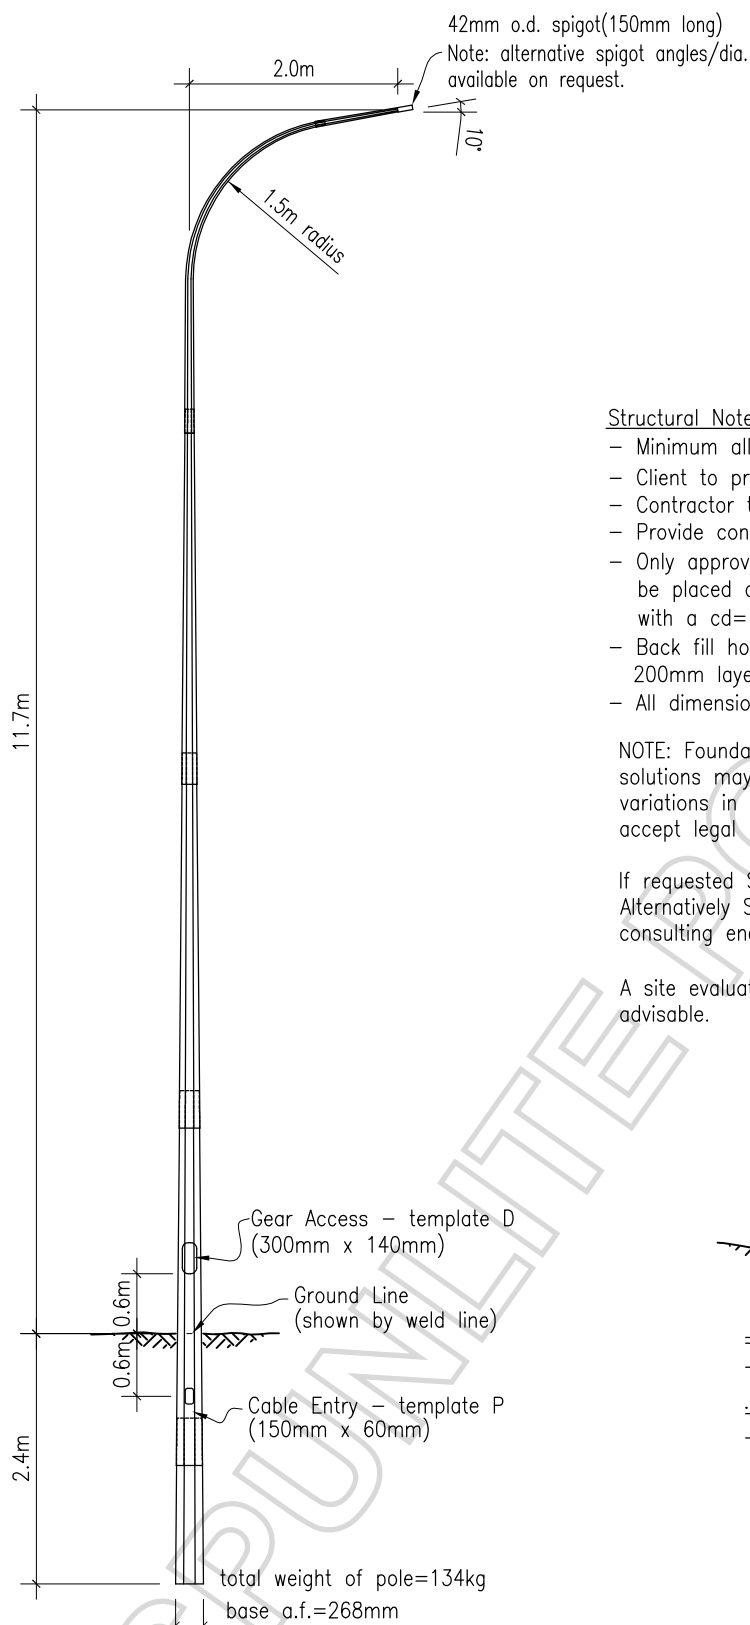 42mm o.d. spigot(150mm long)
Note: alternative spigot angles/dia.
available on request.
2.0m
10°
1.5m radius
11.7m
Structural Note
- Minimum all
- Client to pr
- Contractor t
- Provide con
- Only approv
be placed
with a cd=
- Back fill ho
200mm laye
- All dimensio
NOTE: Founda
solutions may
variations in
accept legal
If requested S
Alternatively S
consulting eng
A site evaluat
advisable.
Gear Access - template D
(300mm x 140mm)
0.6m
Ground Line
(shown by weld line)
0.6m
Cable Entry - template P
(150mm x 60mm)
2.4m
total weight of pole=134kg
base a.f.=268mm
SPUNLITE PO